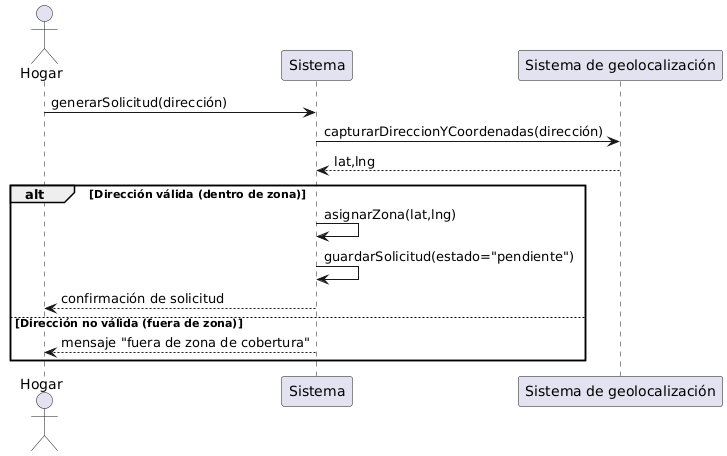 Hogar
Sistema
Sistema de geolocalización
generarSolicitud(dirección)
capturarDireccionYCoordenadas(dirección)
lat,lng
alt [Dirección válida (dentro de zona)]
asignarZona(lat,lng)
guardarSolicitud(estado="pendiente")
confirmación de solicitud
[Dirección no válida (fuera de zona)]
mensaje "fuera de zona de cobertura"
Hogar
Sistema
Sistema de geolocalización